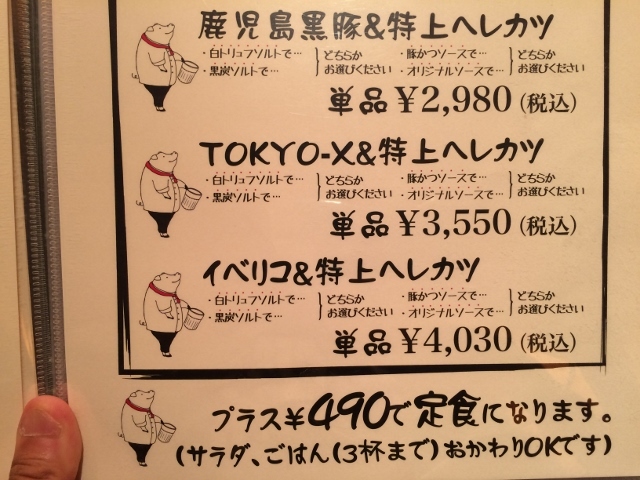 鹿児島黒豚&特上ヘレカツ
・白トリュフソルトで… ・黒炭ソルトで… どちらか お選びください ・豚かつソースで… ・オリジナルソースで… どちらか お選びください
単品 ¥2,980 (税込)
TOKYO-X&特上ヘレカツ
・白トリュフソルトで… ・黒炭ソルトで… どちらか お選びください ・豚かつソースで… ・オリジナルソースで… どちらか お選びください
単品 ¥3,550 (税込)
イベリコ&特上ヘレカツ
・白トリュフソルトで… ・黒炭ソルトで… どちらか お選びください ・豚かつソースで… ・オリジナルソースで… どちらか お選びください
単品 ¥4,030 (税込)
プラス¥490で定食になります。
(サラダ、ごはん(3杯まで)おかわりOKです)